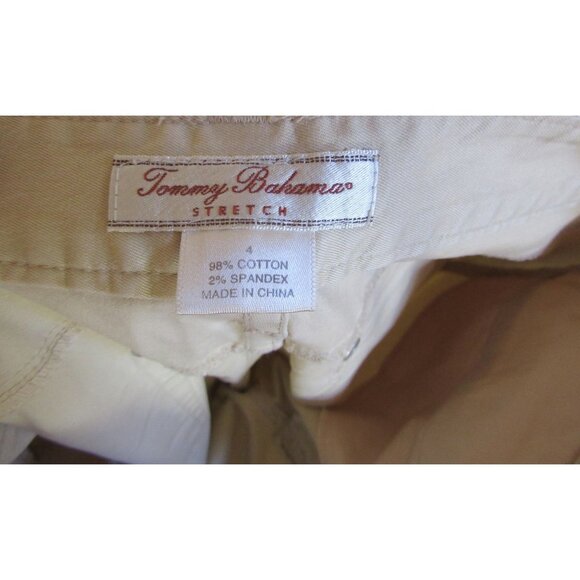 Tommy Bahama®
STRETCH
4
98% COTTON
2% SPANDEX
MADE IN CHINA